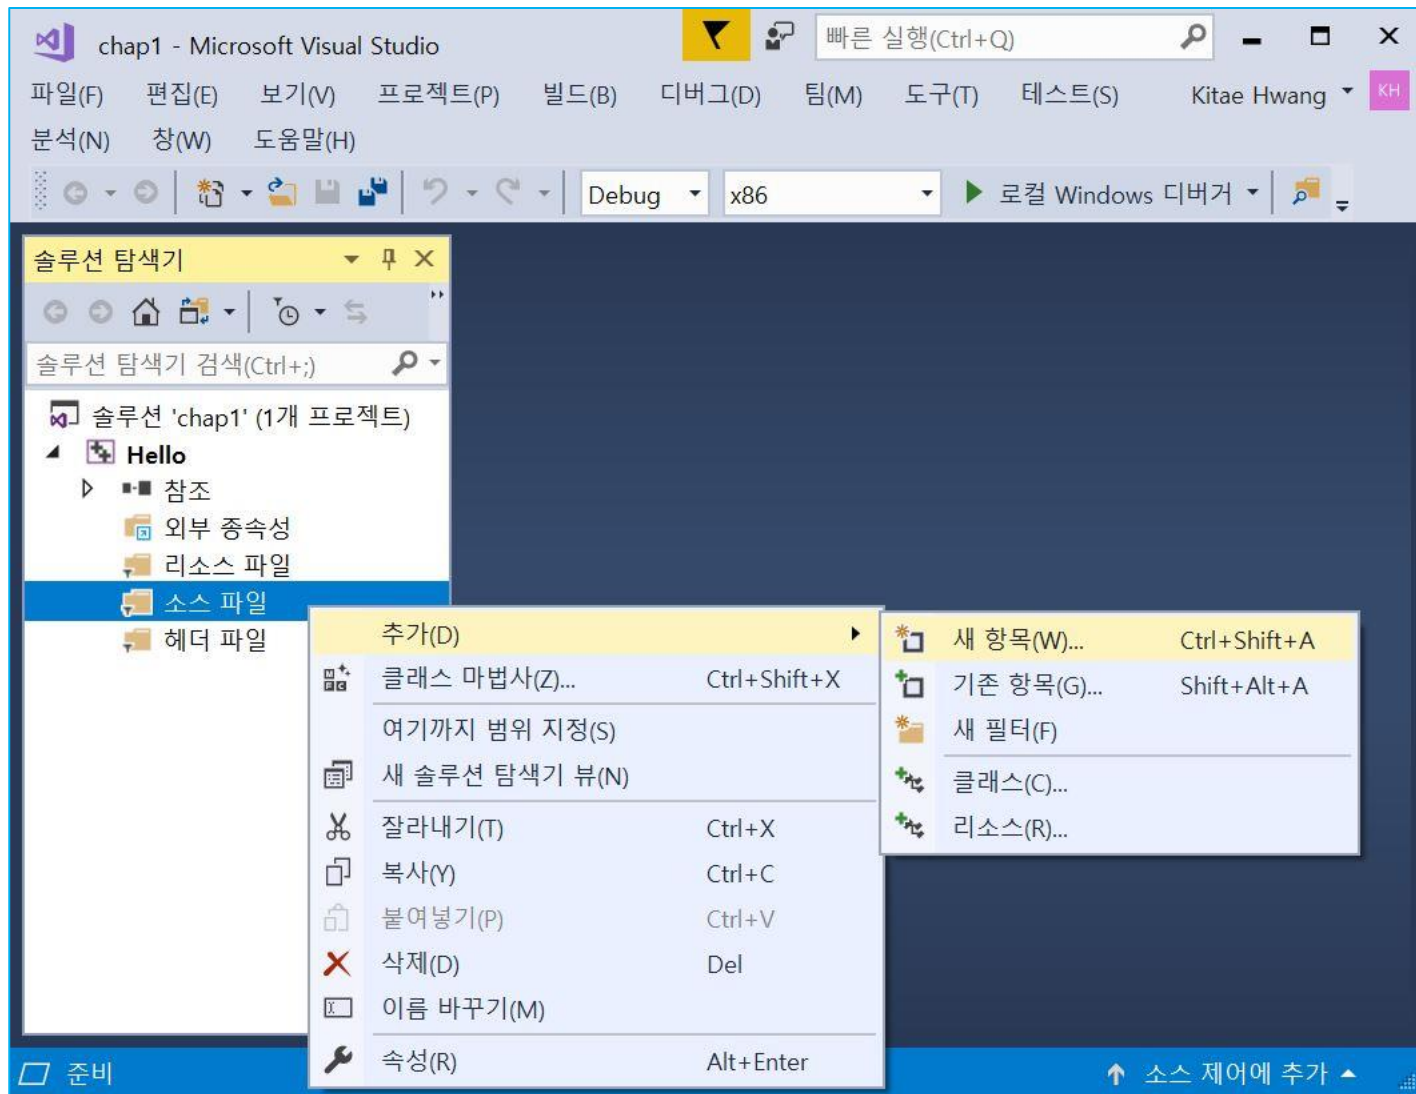 chap1 - Microsoft Visual Studio
빠른 실행(Ctrl+Q)
파일(F) 편집(E) 보기(V) 프로젝트(P) 빌드(B) 디버그(D) 팀(M) 도구(T) 테스트(S) Kitae Hwang KH
분석(N) 창(W) 도움말(H)
Debug x86 로컬 Windows 디버거
솔루션 탐색기
솔루션 탐색기 검색(Ctrl+;)
솔루션 'chap1' (1개 프로젝트)
Hello
참조
외부 종속성
리소스 파일
소스 파일
헤더 파일
추가(D)
클래스 마법사(Z)... Ctrl+Shift+X
여기까지 범위 지정(S)
새 솔루션 탐색기 뷰(N)
잘라내기(T) Ctrl+X
복사(Y) Ctrl+C
붙여넣기(P) Ctrl+V
삭제(D) Del
이름 바꾸기(M)
속성(R) Alt+Enter
새 항목(W)... Ctrl+Shift+A
기존 항목(G)... Shift+Alt+A
새 필터(F)
클래스(C)...
리소스(R)...
준비
소스 제어에 추가